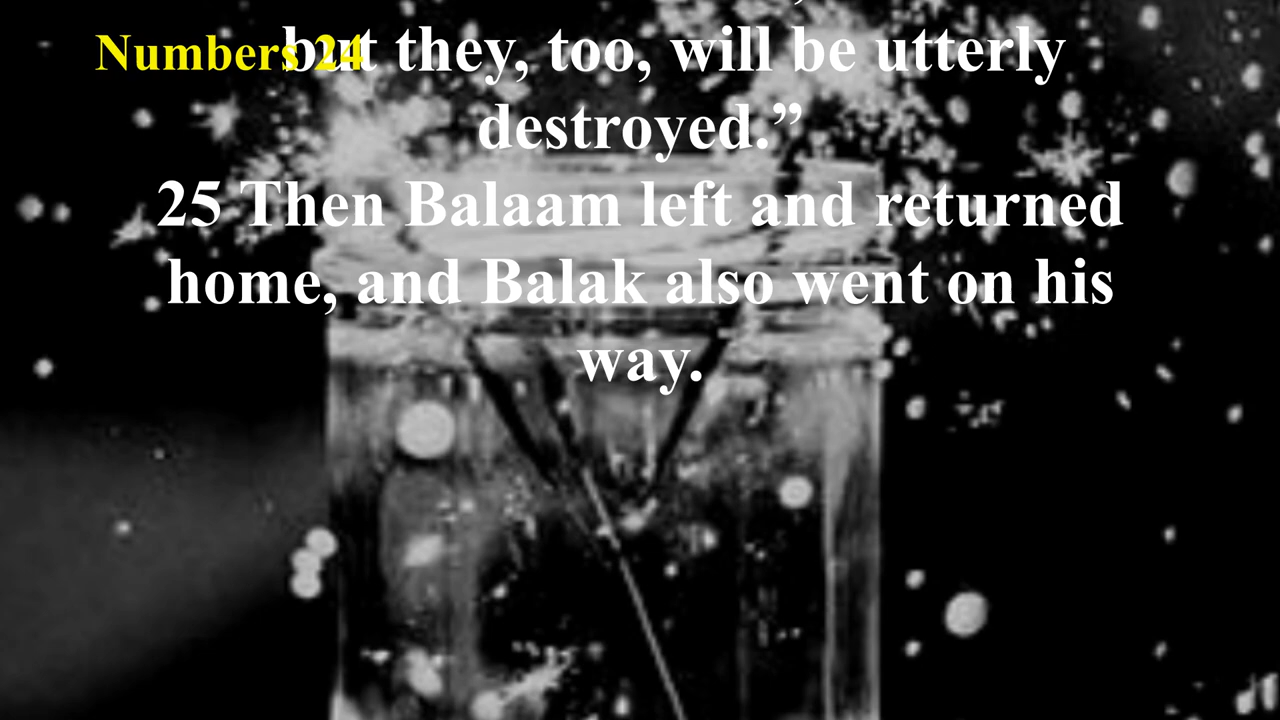 Numbers 24
but they, too, will be utterly
destroyed.”
25 Then Balaam left and returned
home, and Balak also went on his
way.